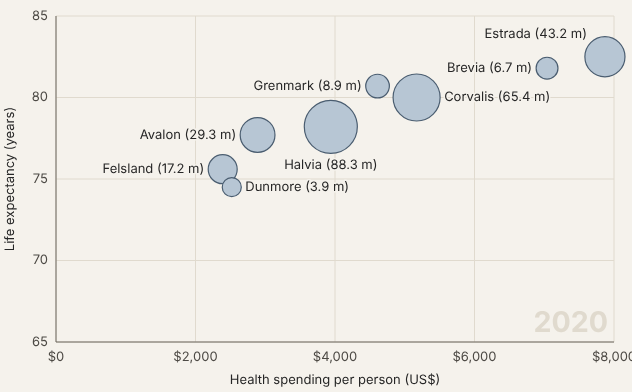 85
80
75
70
65
Life expectancy (years)
Estrada (43.2 m)
Brevia (6.7 m)
Grenmark (8.9 m)
Corvalis (65.4 m)
Avalon (29.3 m)
Halvia (88.3 m)
Felsland (17.2 m)
Dunmore (3.9 m)
2020
$0
$2,000
$4,000
$6,000
$8,000
Health spending per person (US$)